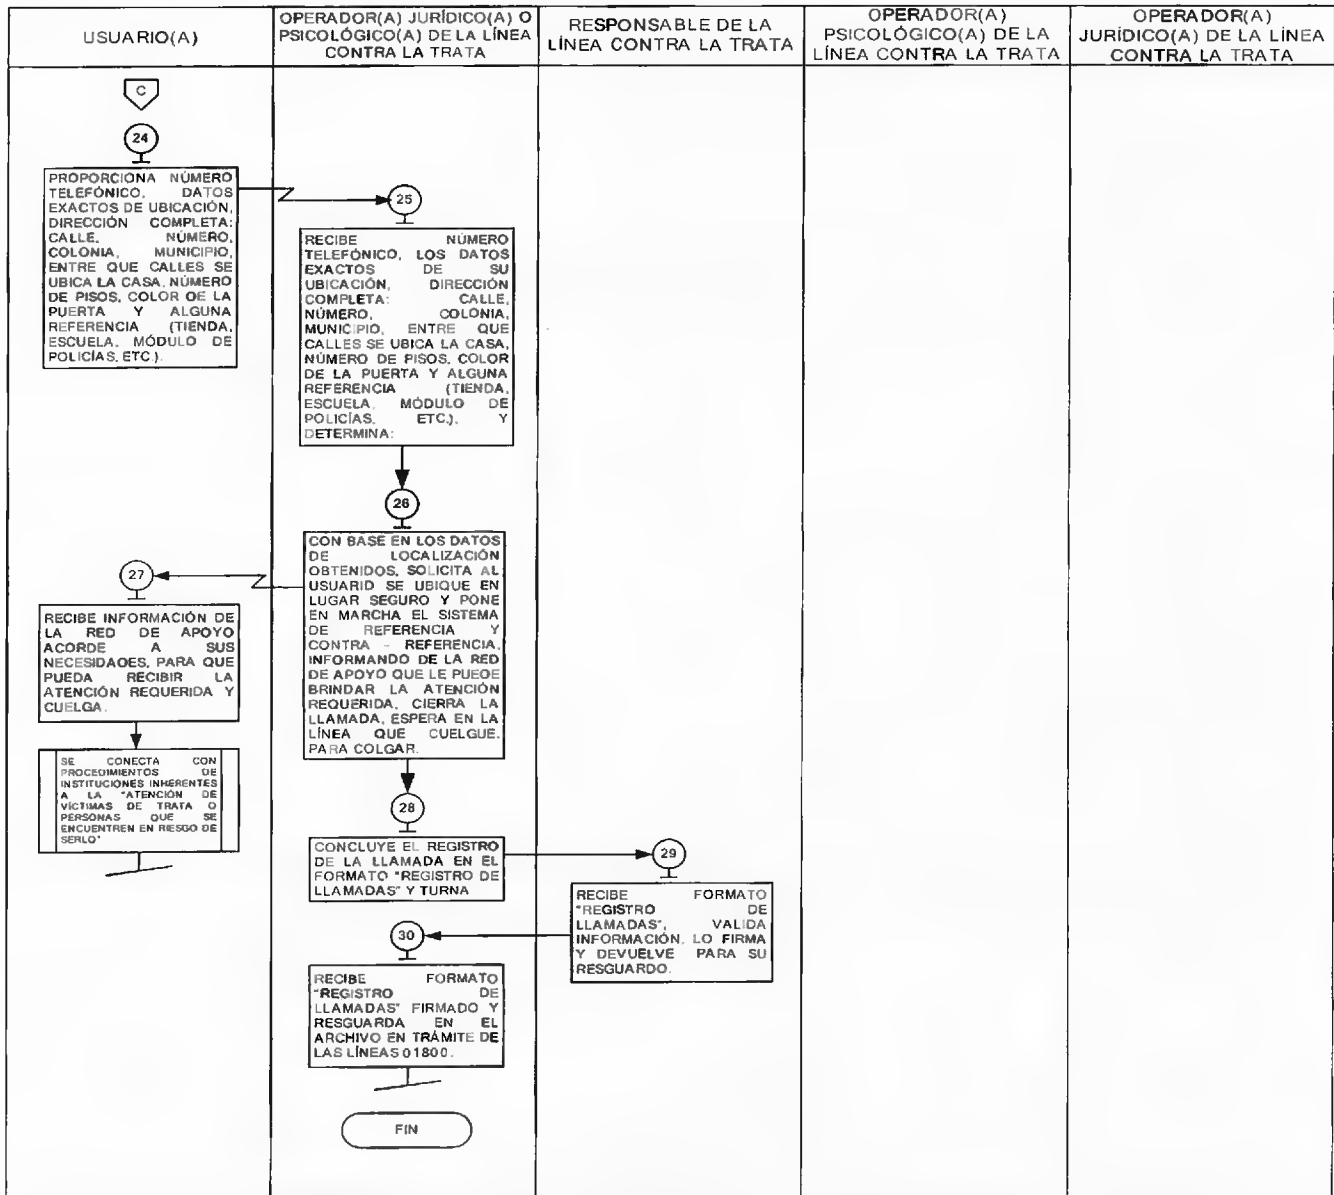 USUARIO(A)
OPERADOR(A) JURÍDICO(A) O
PSICOLÓGICO(A) DE LA LÍNEA
CONTRA LA TRATA
RESPONSABLE DE LA
LÍNEA CONTRA LA TRATA
OPERADOR(A)
PSICOLÓGICO(A) DE LA
LÍNEA CONTRA LA TRATA
OPERADOR(A)
JURÍDICO(A) DE LA LÍNEA
CONTRA LA TRATA
C
24
PROPORCIONA NÚMERO
TELEFÓNICO, DATOS
EXACTOS DE UBICACIÓN,
DIRECCIÓN COMPLETA:
CALLE, NÚMERO,
COLONIA, MUNICIPIO,
ENTRE QUE CALLES SE
UBICA LA CASA, NÚMERO
DE PISOS, COLOR OE LA
PUERTA Y ALGUNA
REFERENCIA (TIENDA,
ESCUELA, MÓDULO DE
POLICÍAS, ETC.).
25
RECIBE NÚMERO
TELEFÓNICO, LOS DATOS
EXACTOS DE SU
UBICACIÓN, DIRECCIÓN
COMPLETA: CALLE,
NÚMERO, COLONIA,
MUNICIPIO, ENTRE QUE
CALLES SE UBICA LA CASA,
NÚMERO DE PISOS, COLOR
DE LA PUERTA Y ALGUNA
REFERENCIA (TIENDA,
ESCUELA, MÓDULO DE
POLICÍAS, ETC.), Y
DETERMINA:
26
CON BASE EN LOS DATOS
DE LOCALIZACIÓN
OBTENIDOS, SOLICITA AL
USUARIO SE UBIQUE EN
LUGAR SEGURO Y PONE
EN MARCHA EL SISTEMA
DE REFERENCIA Y
CONTRA - REFERENCIA,
INFORMANDO DE LA RED
DE APOYO QUE LE PUEOE
BRINDAR LA ATENCIÓN
REQUERIDA, CIERRA LA
LLAMADA, ESPERA EN LA
LÍNEA QUE CUELGUE,
PARA COLGAR.
27
RECIBE INFORMACIÓN DE
LA RED DE APOYO
ACORDE A SUS
NECESIDAOES, PARA QUE
PUEDA RECIBIR LA
ATENCIÓN REQUERIDA Y
CUELGA.
SE CONECTA CON
PROCEDIMIENTOS DE
INSTITUCIONES INHERENTES
A LA "ATENCIÓN DE
VÍCTIMAS DE TRATA O
PERSONAS QUE SE
ENCUENTREN EN RIESGO DE
SERLO"
28
CONCLUYE EL REGISTRO
DE LA LLAMADA EN EL
FORMATO "REGISTRO DE
LLAMADAS" Y TURNA
29
RECIBE FORMATO
"REGISTRO DE
LLAMADAS", VALIDA
INFORMACIÓN, LO FIRMA
Y DEVUELVE PARA SU
RESGUARDO.
30
RECIBE FORMATO
"REGISTRO DE
LLAMADAS" FIRMADO Y
RESGUARDA EN EL
ARCHIVO EN TRÁMITE DE
LAS LÍNEAS 01800.
FIN